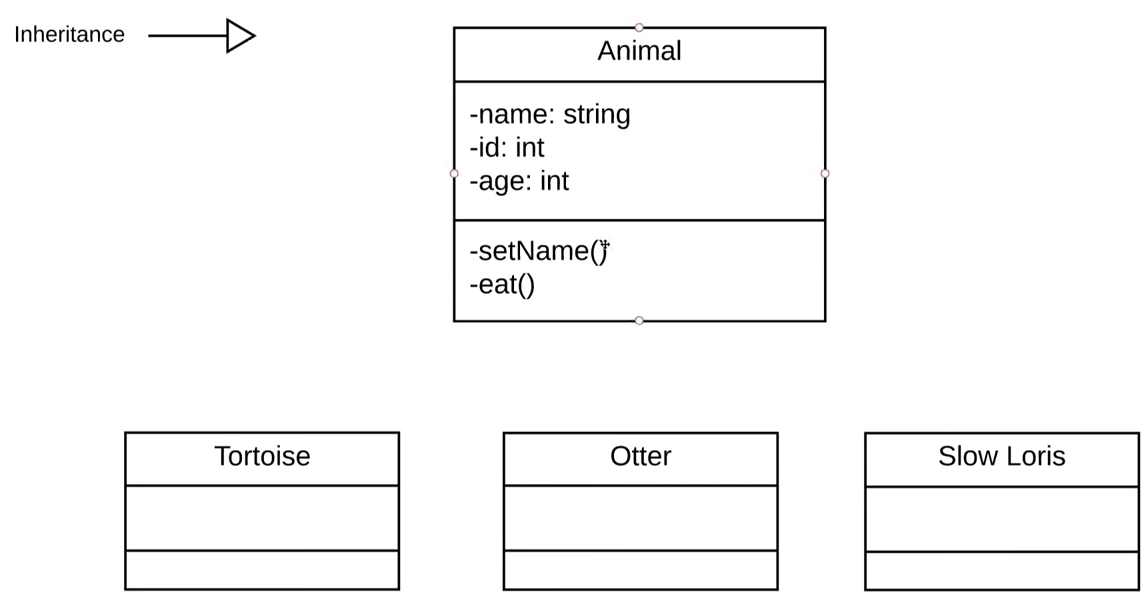 Inheritance
Animal
-name: string
-id: int
-age: int
-setName()
-eat()
Tortoise
Otter
Slow Loris